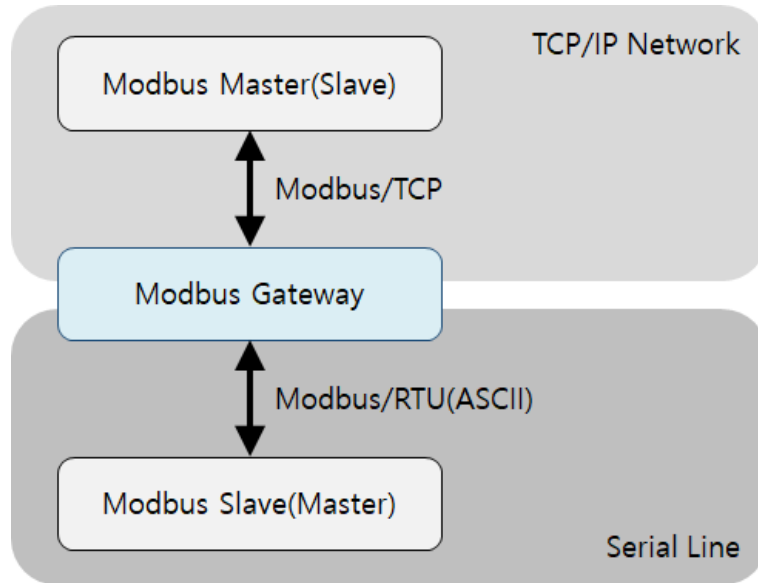 TCP/IP Network
Modbus Master(Slave)
Modbus/TCP
Modbus Gateway
Modbus/RTU(ASCII)
Modbus Slave(Master)
Serial Line